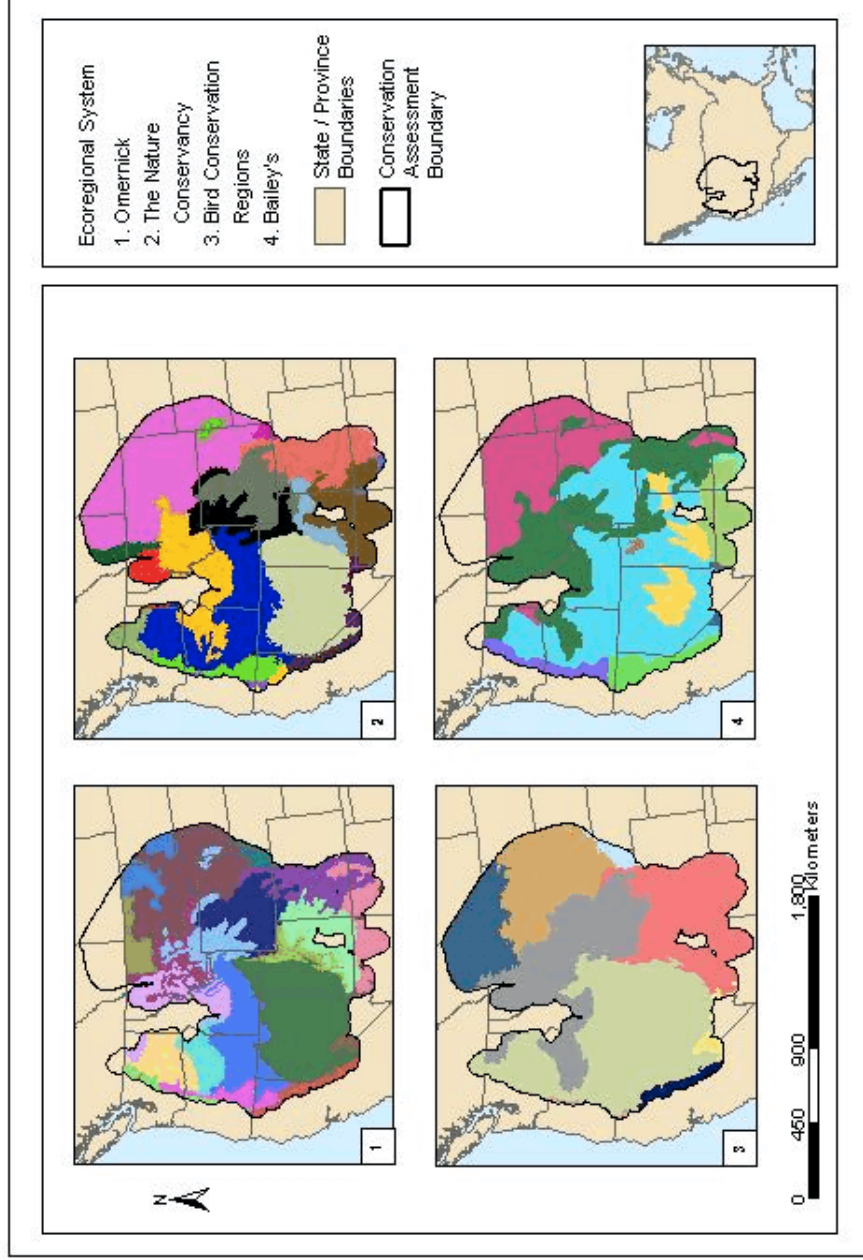 Ecoregional System
1. Omernick
2. The Nature
Conservancy
3. Bird Conservation
Regions
4. Bailey's
State / Province
Boundaries
Conservation
Assessment
Boundary
1
2
3
4
N
0 450 900 1,800
Kilometers